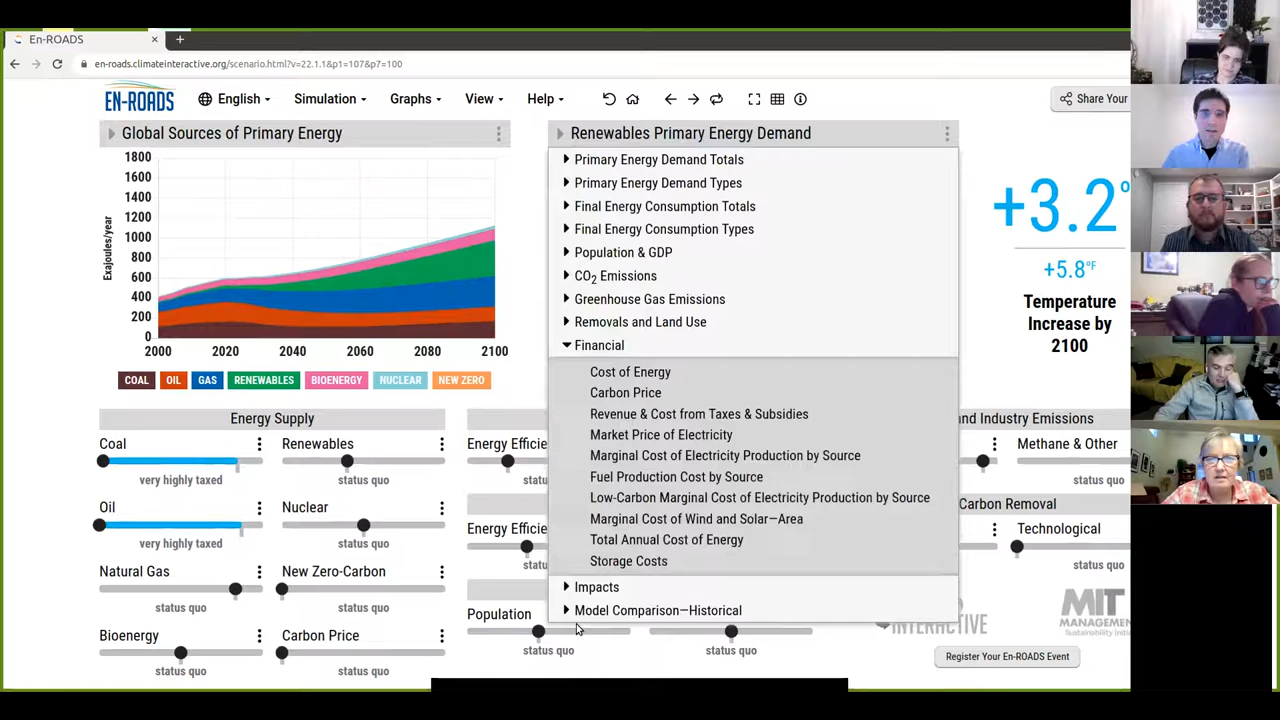 En-ROADS
en-roads.climateinteractive.org/scenario.html?v=22.1.1&p1=107&p7=100
EN-ROADS
English
Simulation
Graphs
View
Help
Share Your
Global Sources of Primary Energy
Renewables Primary Energy Demand
Exajoules/year
1800
1600
1400
1200
1000
800
600
400
200
0
2000 2020 2040 2060 2080 2100
COAL OIL GAS RENEWABLES BIOENERGY NUCLEAR NEW ZERO
Primary Energy Demand Totals
Primary Energy Demand Types
Final Energy Consumption Totals
Final Energy Consumption Types
Population & GDP
CO2 Emissions
Greenhouse Gas Emissions
Removals and Land Use
Financial
Cost of Energy
Carbon Price
Revenue & Cost from Taxes & Subsidies
Market Price of Electricity
Marginal Cost of Electricity Production by Source
Fuel Production Cost by Source
Low-Carbon Marginal Cost of Electricity Production by Source
Marginal Cost of Wind and Solar—Area
Total Annual Cost of Energy
Storage Costs
Impacts
Model Comparison—Historical
+3.2°
+5.8°F
Temperature
Increase by
2100
Energy Supply
Coal
very highly taxed
Renewables
status quo
Oil
very highly taxed
Nuclear
status quo
Natural Gas
status quo
New Zero-Carbon
status quo
Bioenergy
status quo
Carbon Price
status quo
Energy Efficie
statu
Energy Efficie
statu
Population
status quo
status quo
nd Industry Emissions
Methane & Other
status quo
Carbon Removal
Technological
status quo
INTERACTIVE
MIT
MANAGEMEN
Sustainability Initi
Register Your En-ROADS Event